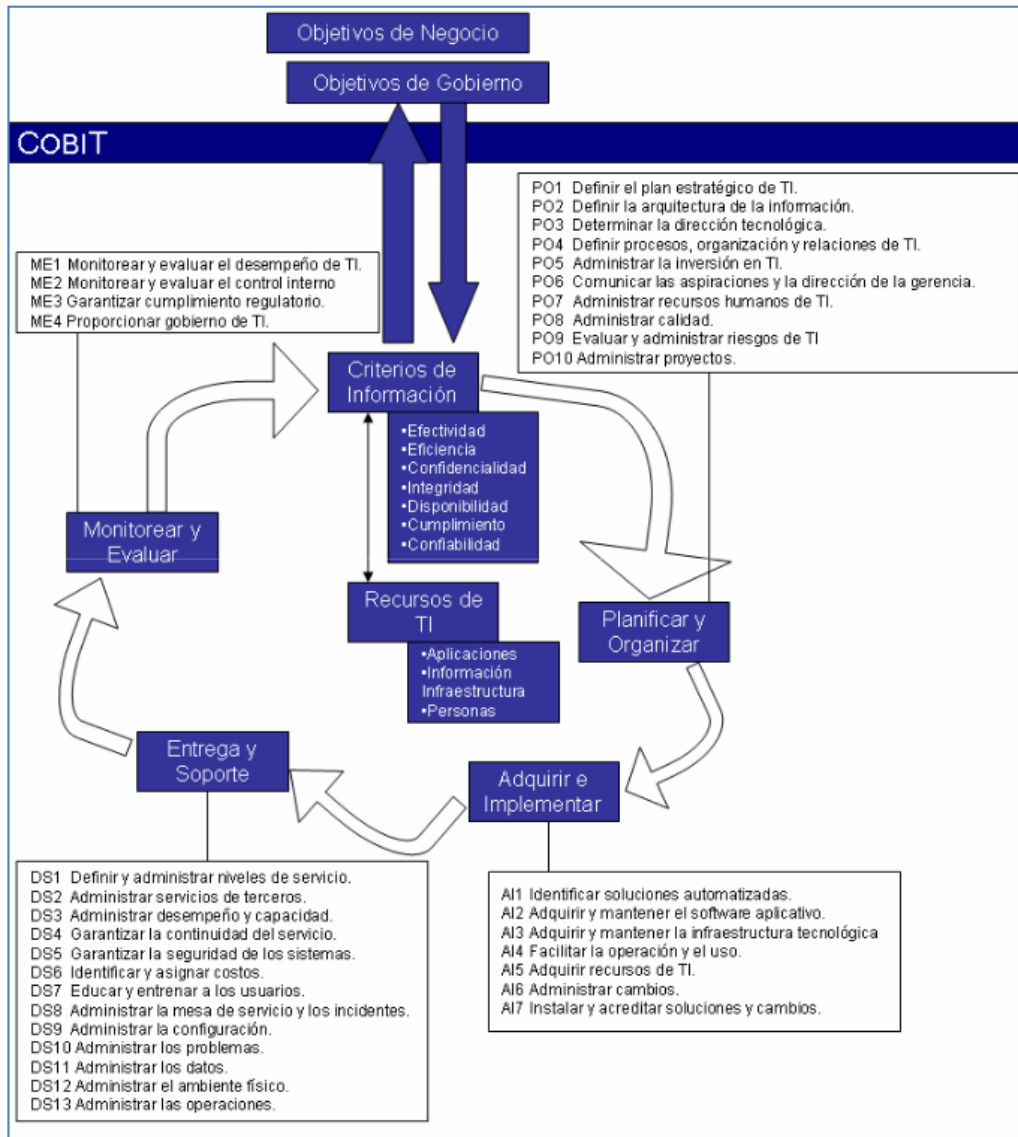 Objetivos de Negocio
Objetivos de Gobierno
COBIT
PO1 Definir el plan estratégico de TI.
PO2 Definir la arquitectura de la información.
PO3 Determinar la dirección tecnológica.
PO4 Definir procesos, organización y relaciones de TI.
PO5 Administrar la inversión en TI.
PO6 Comunicar las aspiraciones y la dirección de la gerencia.
PO7 Administrar recursos humanos de TI.
PO8 Administrar calidad.
PO9 Evaluar y administrar riesgos de TI
PO10 Administrar proyectos.
ME1 Monitorear y evaluar el desempeño de TI.
ME2 Monitorear y evaluar el control interno
ME3 Garantizar cumplimiento regulatorio.
ME4 Proporcionar gobierno de TI.
Criterios de
Información
•Efectividad
•Eficiencia
•Confidencialidad
•Integridad
•Disponibilidad
•Cumplimiento
•Confiabilidad
Monitorear y
Evaluar
Recursos de
TI
•Aplicaciones
•Información
Infraestructura
•Personas
Planificar y
Organizar
Entrega y
Soporte
Adquirir e
Implementar
DS1 Definir y administrar niveles de servicio.
DS2 Administrar servicios de terceros.
DS3 Administrar desempeño y capacidad.
DS4 Garantizar la continuidad del servicio.
DS5 Garantizar la seguridad de los sistemas.
DS6 Identificar y asignar costos.
DS7 Educar y entrenar a los usuarios.
DS8 Administrar la mesa de servicio y los incidentes.
DS9 Administrar la configuración.
DS10 Administrar los problemas.
DS11 Administrar los datos.
DS12 Administrar el ambiente físico.
DS13 Administrar las operaciones.
AI1 Identificar soluciones automatizadas.
AI2 Adquirir y mantener el software aplicativo.
AI3 Adquirir y mantener la infraestructura tecnológica
AI4 Facilitar la operación y el uso.
AI5 Adquirir recursos de TI.
AI6 Administrar cambios.
AI7 Instalar y acreditar soluciones y cambios.